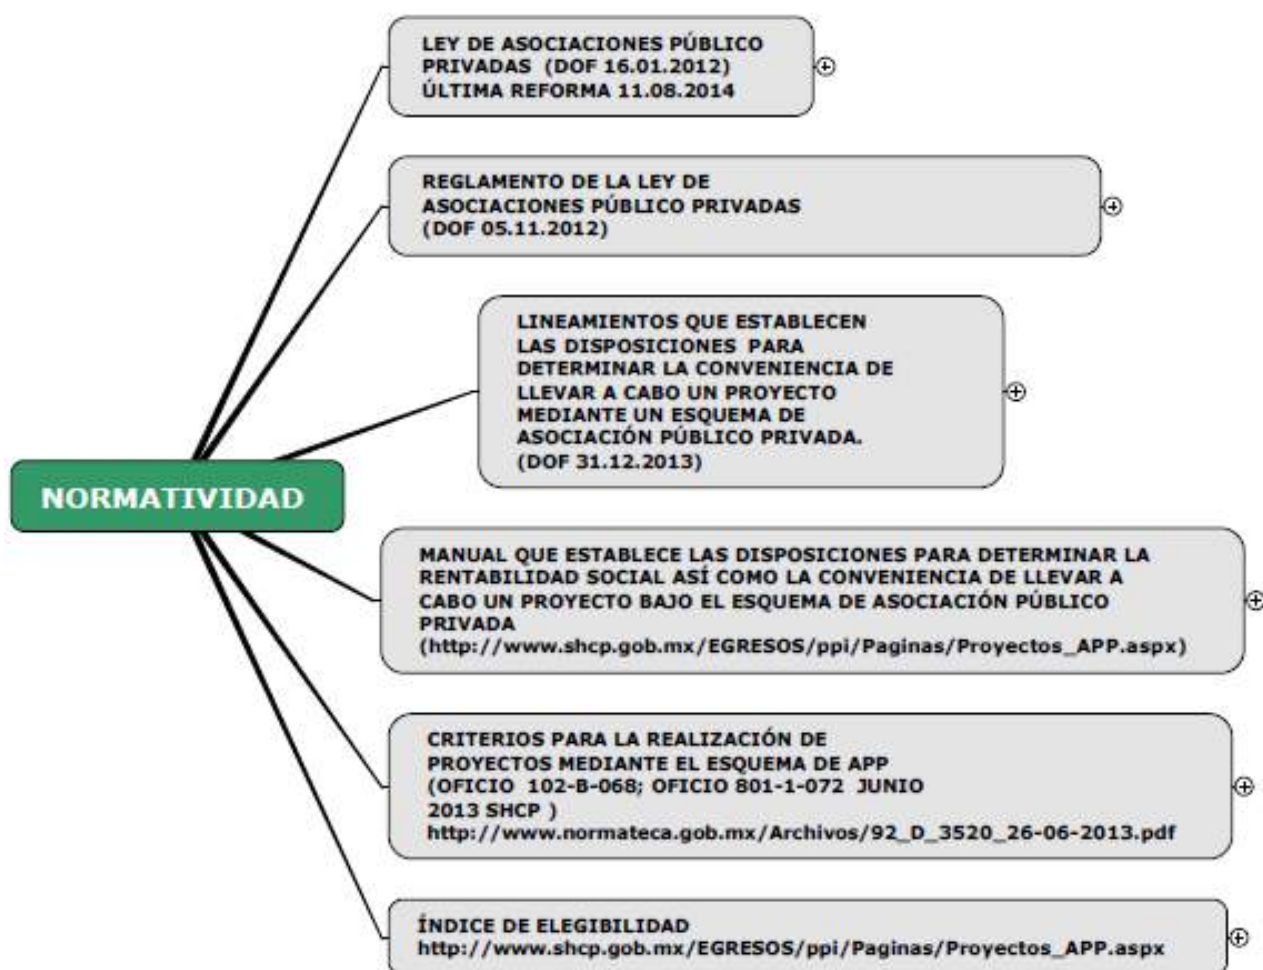 LEY DE ASOCIACIONES PÚBLICO
PRIVADAS (DOF 16.01.2012)
ÚLTIMA REFORMA 11.08.2014
REGLAMENTO DE LA LEY DE
ASOCIACIONES PÚBLICO PRIVADAS
(DOF 05.11.2012)
LINEAMIENTOS QUE ESTABLECEN
LAS DISPOSICIONES PARA
DETERMINAR LA CONVENIENCIA DE
LLEVAR A CABO UN PROYECTO
MEDIANTE UN ESQUEMA DE
ASOCIACIÓN PÚBLICO PRIVADA.
(DOF 31.12.2013)
NORMATIVIDAD
MANUAL QUE ESTABLECE LAS DISPOSICIONES PARA DETERMINAR LA
RENTABILIDAD SOCIAL ASÍ COMO LA CONVENIENCIA DE LLEVAR A
CABO UN PROYECTO BAJO EL ESQUEMA DE ASOCIACIÓN PÚBLICO
PRIVADA
(http://www.shcp.gob.mx/EGRESOS/ppi/Paginas/Proyectos_APP.aspx)
CRITERIOS PARA LA REALIZACIÓN DE
PROYECTOS MEDIANTE EL ESQUEMA DE APP
(OFICIO 102-B-068; OFICIO 801-1-072 JUNIO
2013 SHCP )
http://www.normateca.gob.mx/Archivos/92_D_3520_26-06-2013.pdf
ÍNDICE DE ELEGIBILIDAD
http://www.shcp.gob.mx/EGRESOS/ppi/Paginas/Proyectos_APP.aspx